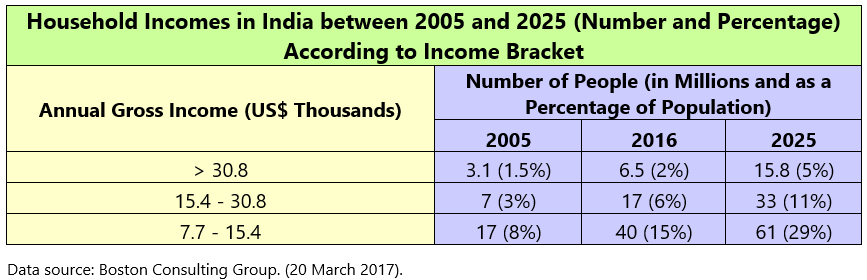 Household Incomes in India between 2005 and 2025 (Number and Percentage)
According to Income Bracket
Annual Gross Income (US$ Thousands)
Number of People (in Millions and as a
Percentage of Population)
2005 2016 2025
> 30.8 3.1 (1.5%) 6.5 (2%) 15.8 (5%)
15.4 - 30.8 7 (3%) 17 (6%) 33 (11%)
7.7 - 15.4 17 (8%) 40 (15%) 61 (29%)
Data source: Boston Consulting Group. (20 March 2017).